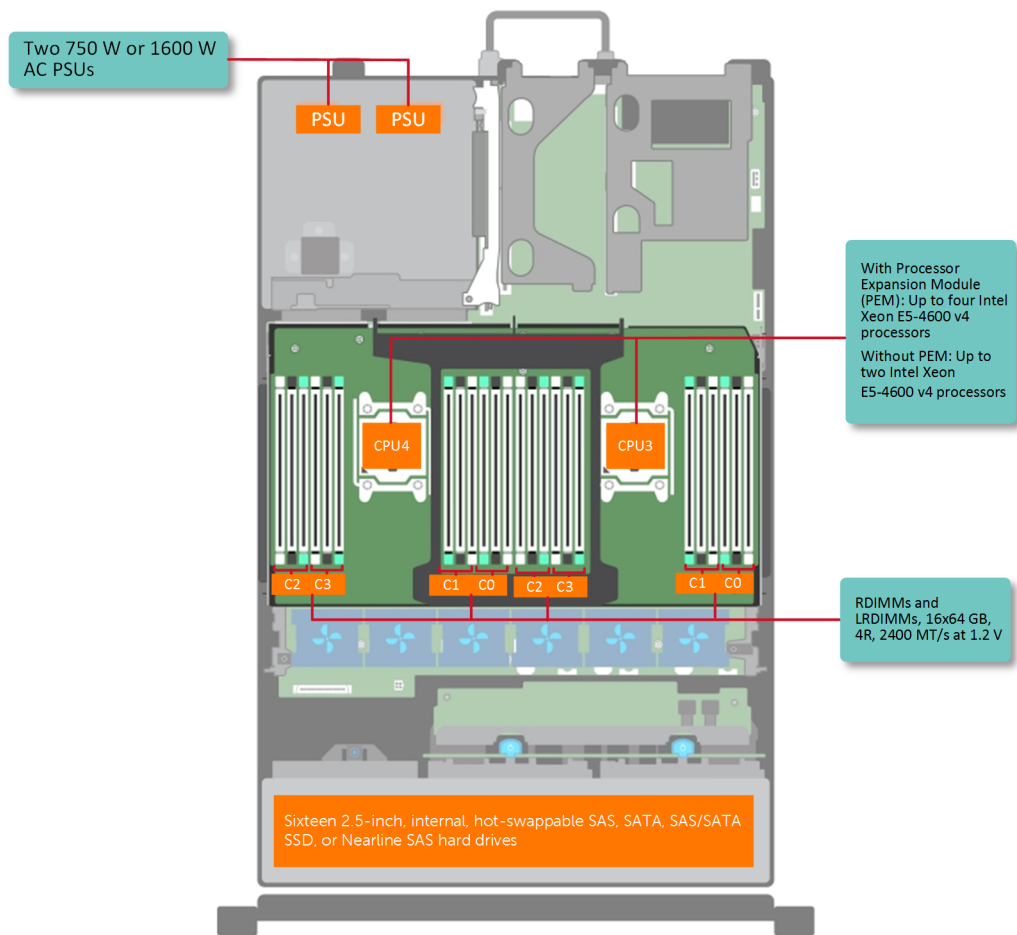 Two 750 W or 1600 W
AC PSUs
PSU
PSU
With Processor
Expansion Module
(PEM): Up to four Intel
Xeon E5-4600 v4
processors
Without PEM: Up to
two Intel Xeon
E5-4600 v4 processors
CPU4
CPU3
C2
C3
C1
C0
C2
C3
C1
C0
RDIMMs and
LRDIMMs, 16x64 GB,
4R, 2400 MT/s at 1.2 V
Sixteen 2.5-inch, internal, hot-swappable SAS, SATA, SAS/SATA
SSD, or Nearline SAS hard drives